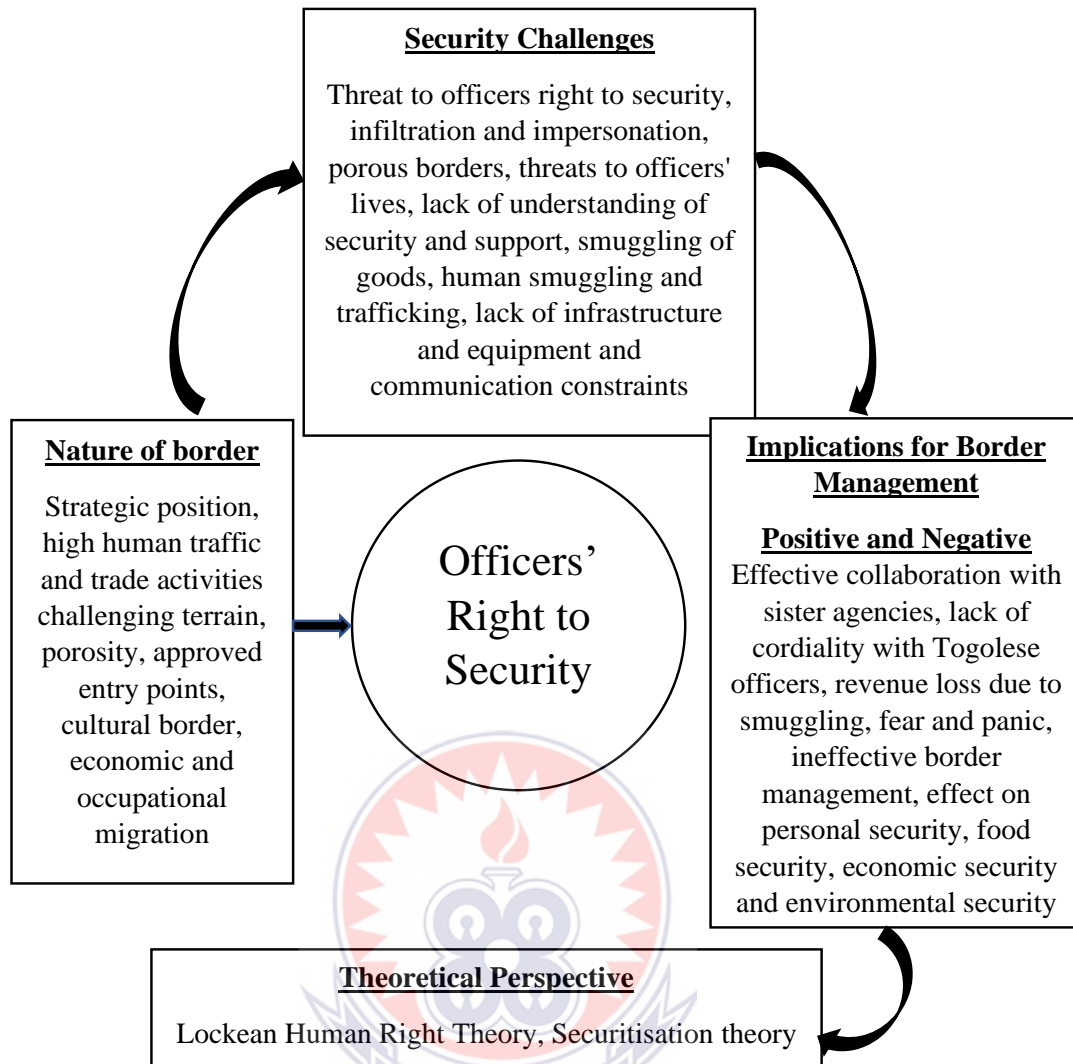 Security Challenges
Threat to officers right to security,
infiltration and impersonation,
porous borders, threats to officers'
lives, lack of understanding of
security and support, smuggling of
goods, human smuggling and
trafficking, lack of infrastructure
and equipment and
communication constraints
Nature of border
Strategic position,
high human traffic
and trade activities
challenging terrain,
porosity, approved
entry points,
cultural border,
economic and
occupational
migration
Officers’
Right to
Security
Implications for Border
Management
Positive and Negative
Effective collaboration with
sister agencies, lack of
cordiality with Togolese
officers, revenue loss due to
smuggling, fear and panic,
ineffective border
management, effect on
personal security, food
security, economic security
and environmental security
Theoretical Perspective
Lockean Human Right Theory, Securitisation theory